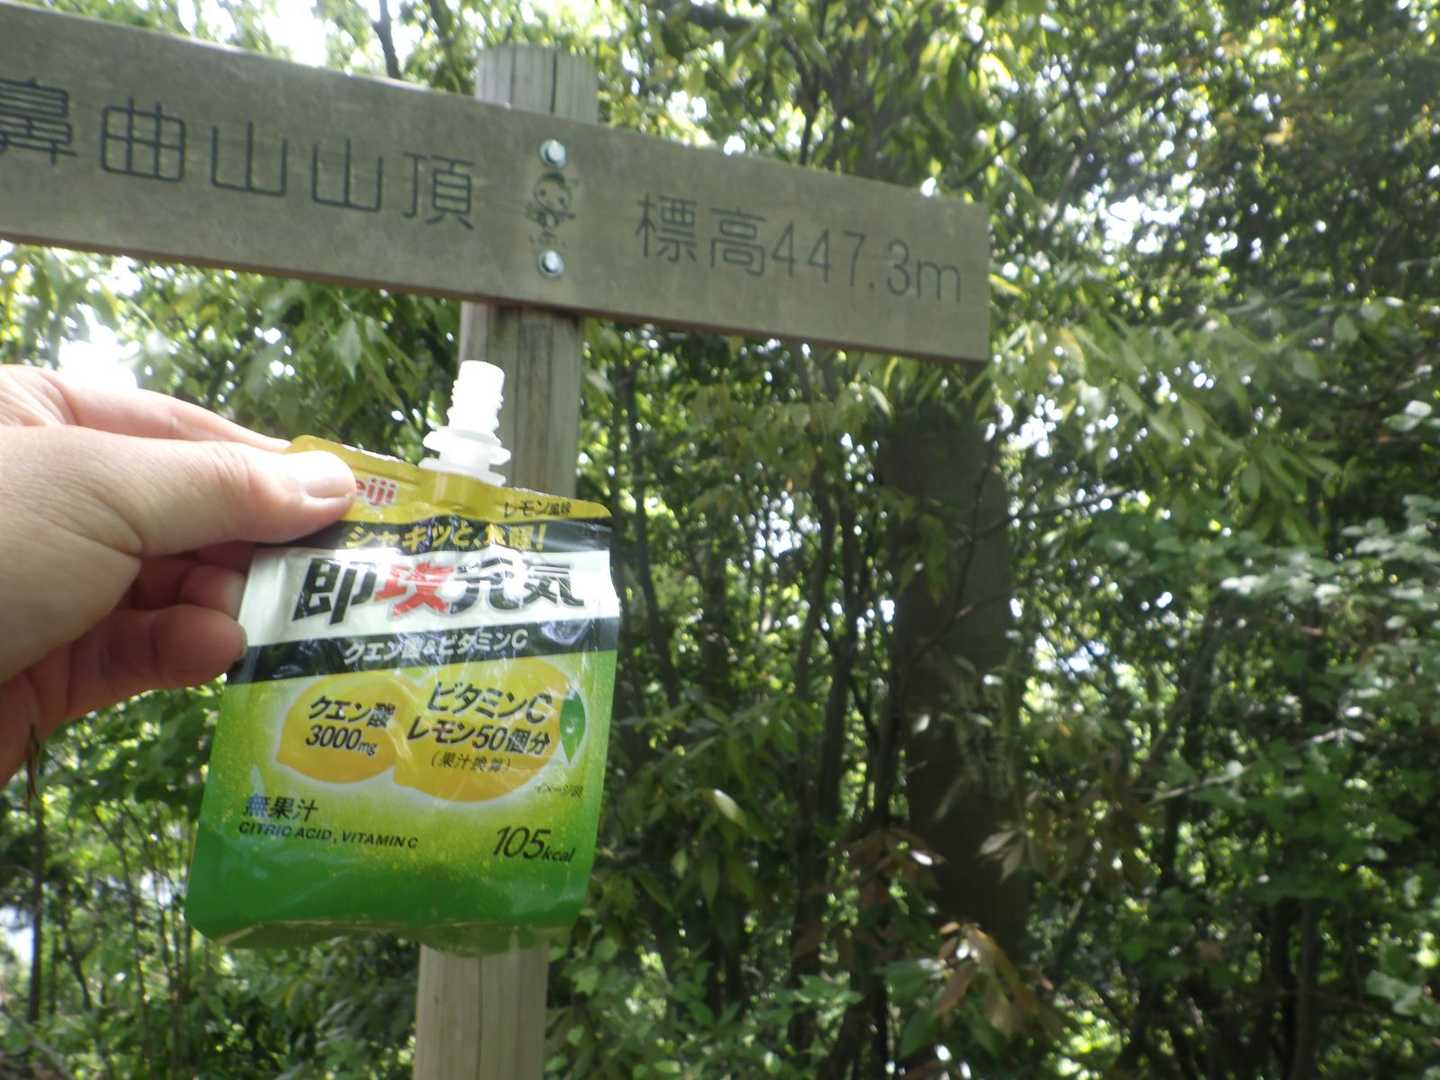 鼻曲山山頂
標高447.3m
eiji
レモン風味
シャキッと、
即攻元気
クエン酸&ビタミンC
クエン酸
3000mg
ビタミンC
レモン50個分
(果汁換算)
イメージ
無果汁
CITRIC ACID, VITAMIN C
105kcal